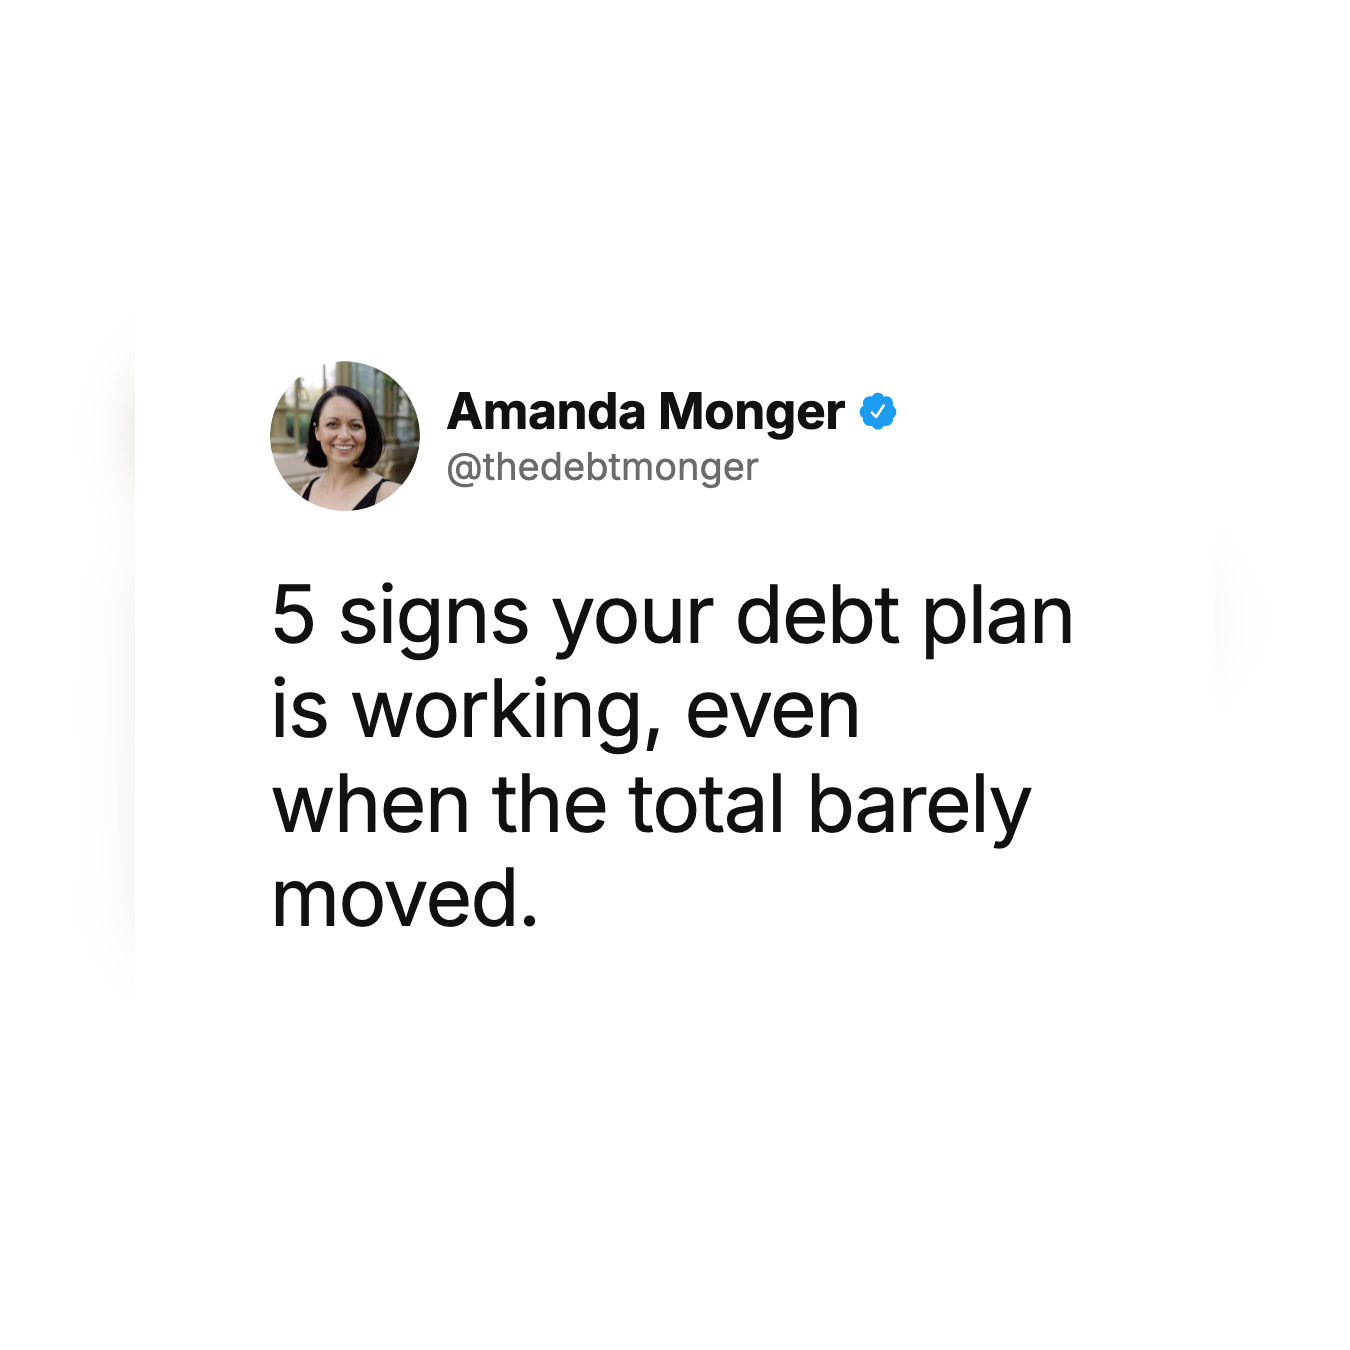 Amanda Monger
@thedebtmonger
5 signs your debt plan
is working, even
when the total barely
moved.